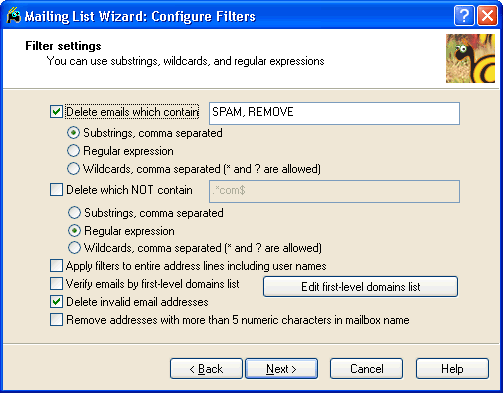 Mailing List Wizard: Configure Filters
Filter settings
You can use substrings, wildcards, and regular expressions
Delete emails which contain SPAM, REMOVE
Substrings, comma separated
Regular expression
Wildcards, comma separated (* and ? are allowed)
Delete which NOT contain .*com$
Substrings, comma separated
Regular expression
Wildcards, comma separated (* and ? are allowed)
Apply filters to entire address lines including user names
Verify emails by first-level domains list Edit first-level domains list
Delete invalid email addresses
Remove addresses with more than 5 numeric characters in mailbox name
< Back Next > Cancel Help